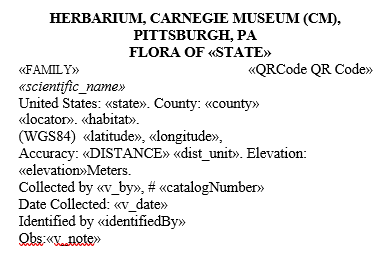 HERBARIUM, CARNEGIE MUSEUM (CM),
PITTSBURGH, PA
FLORA OF «STATE»
«FAMILY» «QRCode QR Code»
«scientific_name»
United States: «state». County: «county»
«locator». «habitat».
(WGS84) «latitude», «longitude»,
Accuracy: «DISTANCE» «dist_unit». Elevation:
«elevation»Meters.
Collected by «v_by», # «catalogNumber»
Date Collected: «v_date»
Identified by «identifiedBy»
Obs:«v_note»